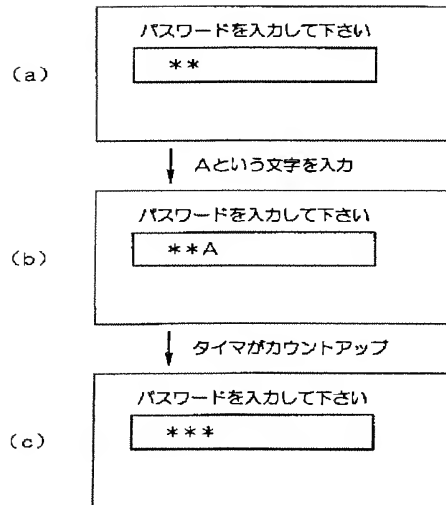 パスワードを入力して下さい
(a)
**
Aという文字を入力
パスワードを入力して下さい
(b)
**A
タイマがカウントアップ
パスワードを入力して下さい
(c)
***